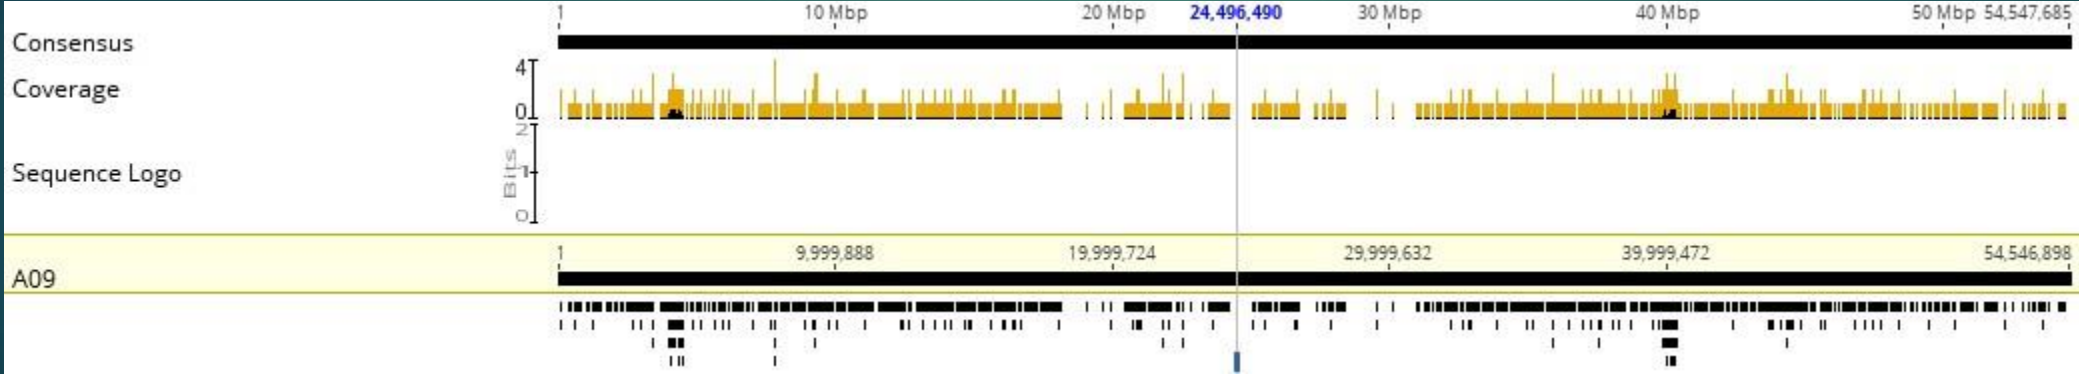 1 10 Mbp 20 Mbp 24,496,490 30 Mbp 40 Mbp 50 Mbp 54,547,685
Consensus
4
Coverage
0
2
Sequence Logo
Bits
1
0
1 9,999,888 19,999,724 29,999,632 39,999,472 54,546,898
A09